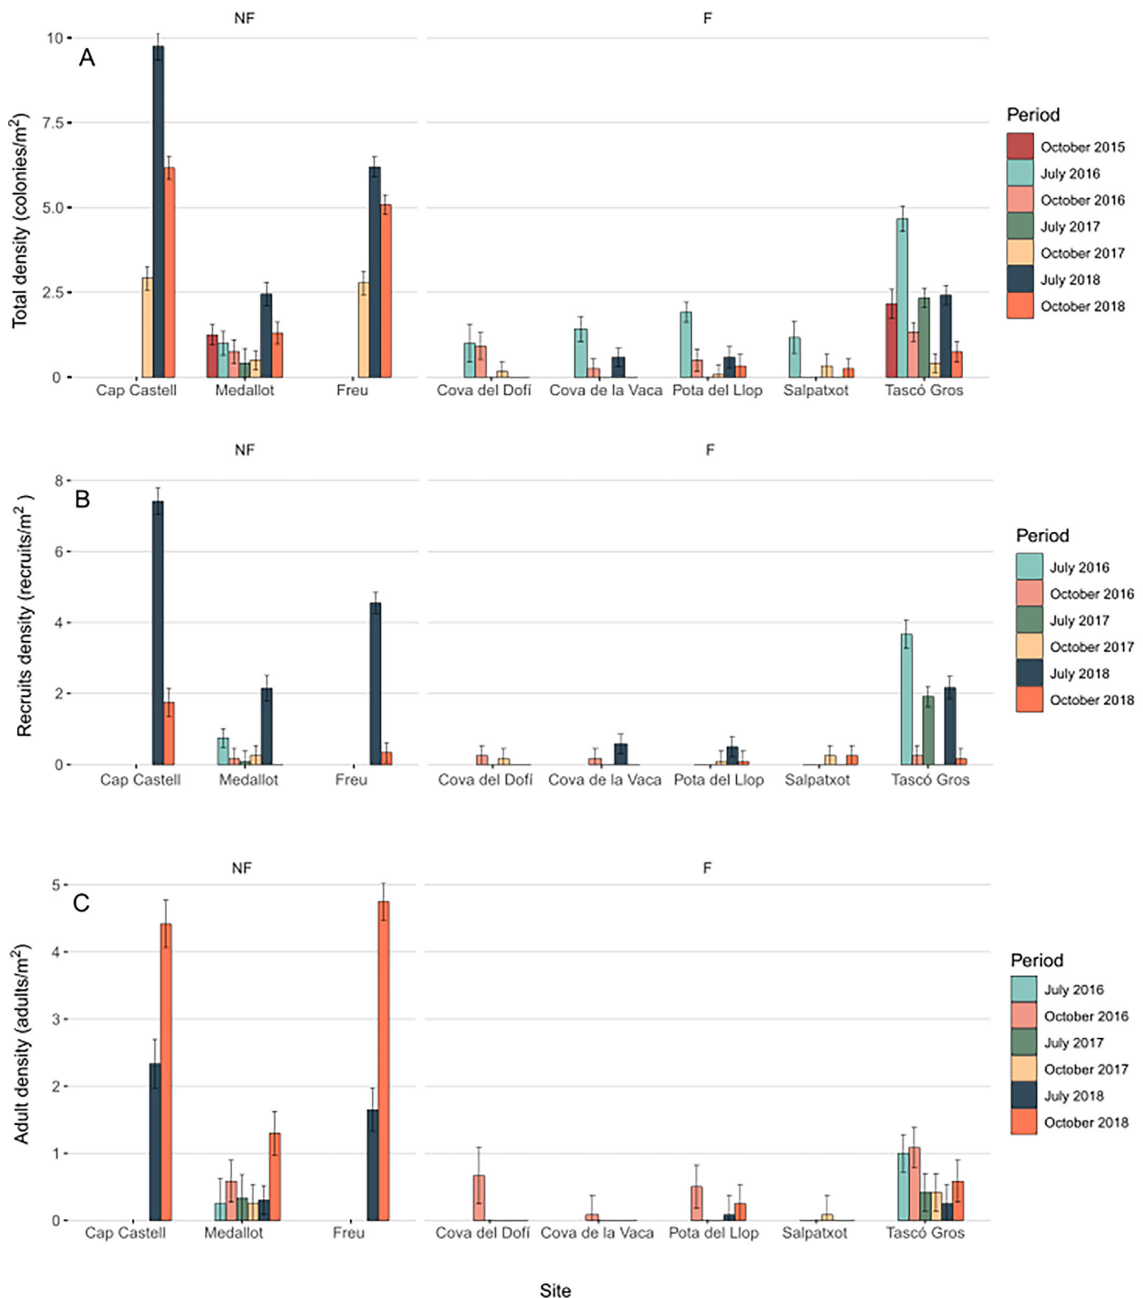 NF
F
A
10
7.5
5.0
2.5
0
Total density (colonies/m²)
Cap Castell
Medallot
Freu
Cova del Dofí
Cova de la Vaca
Pota del Llop
Salpatxot
Tascó Gros
Period
October 2015
July 2016
October 2016
July 2017
October 2017
July 2018
October 2018
NF
F
B
8
6
4
2
0
Recruits density (recruits/m²)
Cap Castell
Medallot
Freu
Cova del Dofí
Cova de la Vaca
Pota del Llop
Salpatxot
Tascó Gros
Period
July 2016
October 2016
July 2017
October 2017
July 2018
October 2018
NF
F
C
5
4
3
2
1
0
Adult density (adults/m²)
Cap Castell
Medallot
Freu
Cova del Dofí
Cova de la Vaca
Pota del Llop
Salpatxot
Tascó Gros
Period
July 2016
October 2016
July 2017
October 2017
July 2018
October 2018
Site